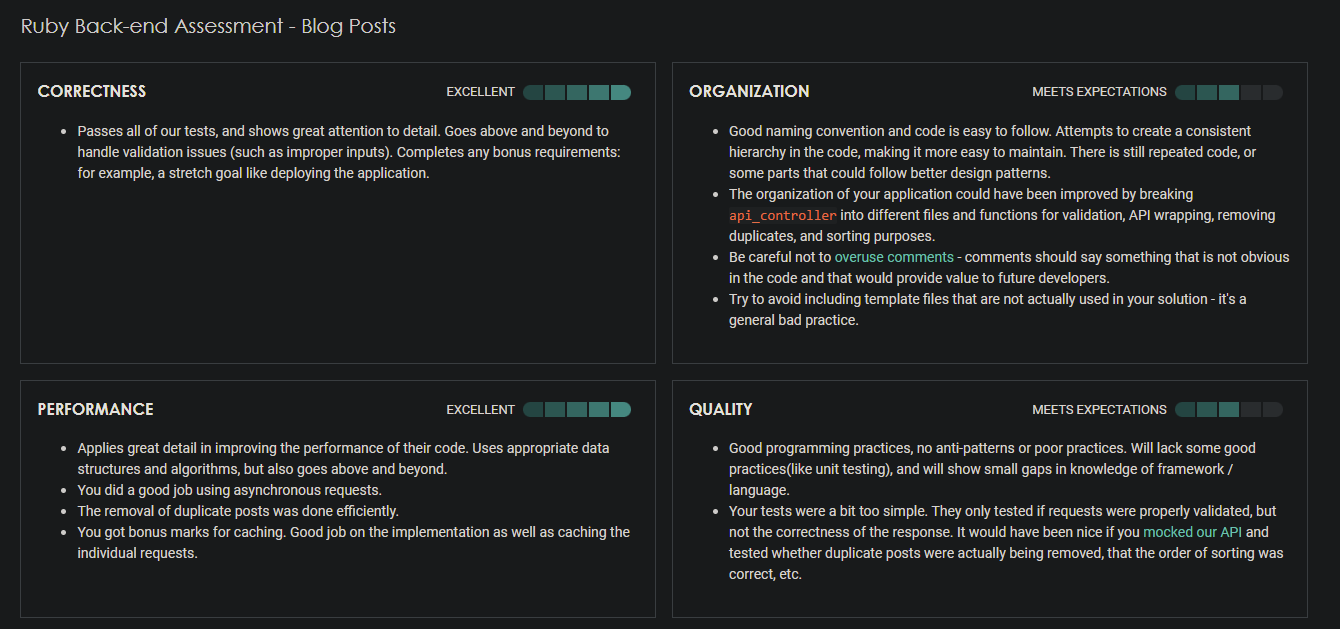 Ruby Back-end Assessment - Blog Posts
CORRECTNESS
EXCELLENT
• Passes all of our tests, and shows great attention to detail. Goes above and beyond to
handle validation issues (such as improper inputs). Completes any bonus requirements:
for example, a stretch goal like deploying the application.
ORGANIZATION
MEETS EXPECTATIONS
• Good naming convention and code is easy to follow. Attempts to create a consistent
hierarchy in the code, making it more easy to maintain. There is still repeated code, or
some parts that could follow better design patterns.
• The organization of your application could have been improved by breaking
api_controller into different files and functions for validation, API wrapping, removing
duplicates, and sorting purposes.
• Be careful not to overuse comments - comments should say something that is not obvious
in the code and that would provide value to future developers.
• Try to avoid including template files that are not actually used in your solution - it's a
general bad practice.
PERFORMANCE
EXCELLENT
• Applies great detail in improving the performance of their code. Uses appropriate data
structures and algorithms, but also goes above and beyond.
• You did a good job using asynchronous requests.
• The removal of duplicate posts was done efficiently.
• You got bonus marks for caching. Good job on the implementation as well as caching the
individual requests.
QUALITY
MEETS EXPECTATIONS
• Good programming practices, no anti-patterns or poor practices. Will lack some good
practices(like unit testing), and will show small gaps in knowledge of framework /
language.
• Your tests were a bit too simple. They only tested if requests were properly validated, but
not the correctness of the response. It would have been nice if you mocked our API and
tested whether duplicate posts were actually being removed, that the order of sorting was
correct, etc.